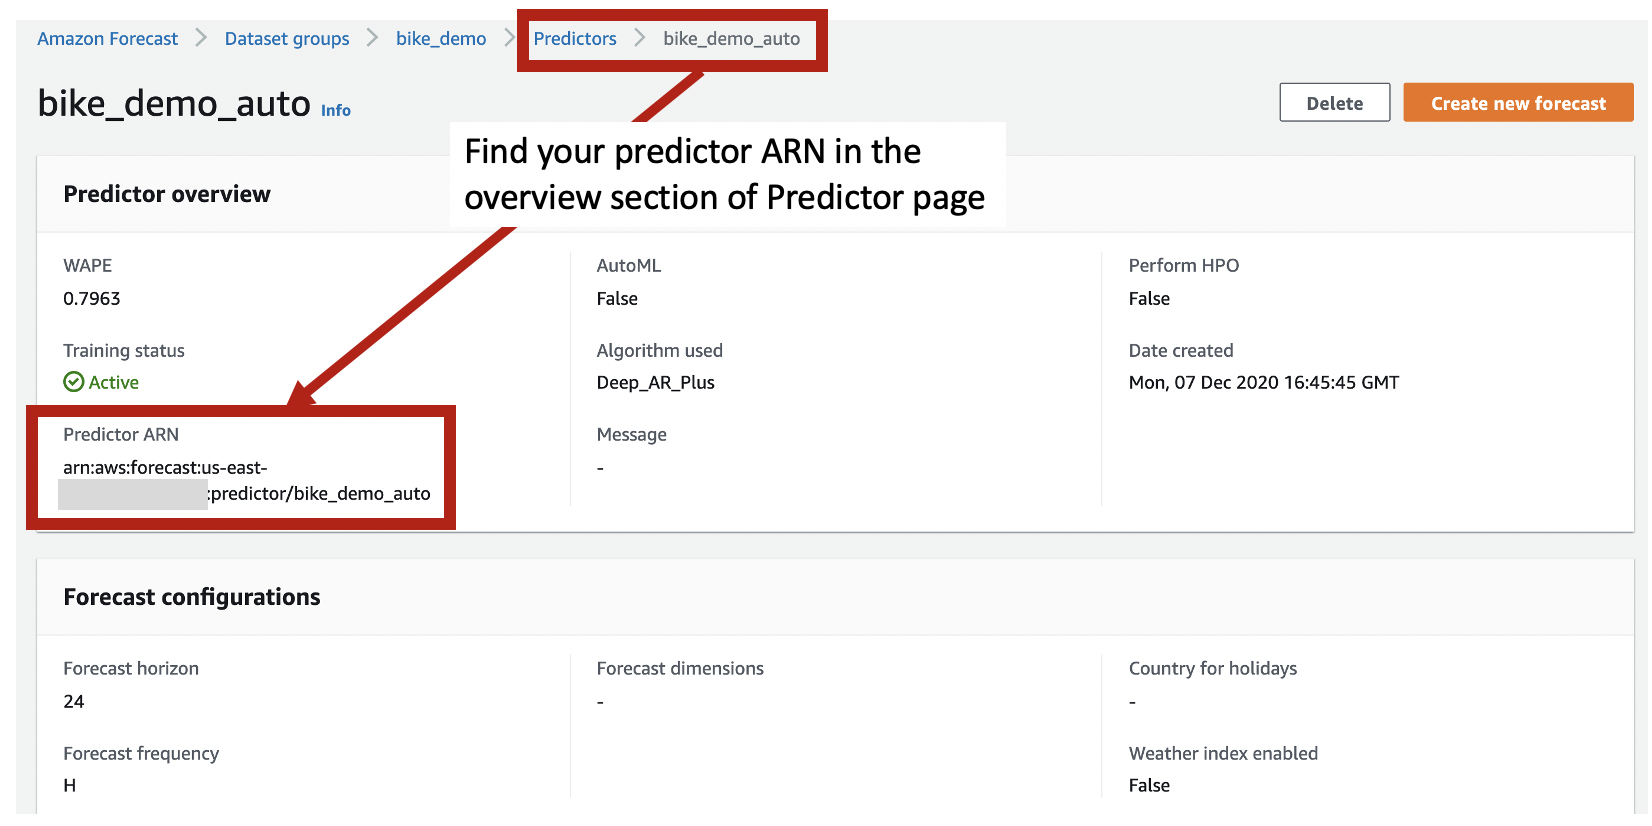 Amazon Forecast > Dataset groups > bike_demo > Predictors > bike_demo_auto
bike_demo_auto Info
Delete
Create new forecast
Find your predictor ARN in the
overview section of Predictor page
Predictor overview
WAPE
0.7963
AutoML
False
Perform HPO
False
Training status
Active
Algorithm used
Deep_AR_Plus
Date created
Mon, 07 Dec 2020 16:45:45 GMT
Predictor ARN
arn:aws:forecast:us-east-
:predictor/bike_demo_auto
Message
-
Forecast configurations
Forecast horizon
24
Forecast dimensions
-
Country for holidays
-
Forecast frequency
H
Weather index enabled
False